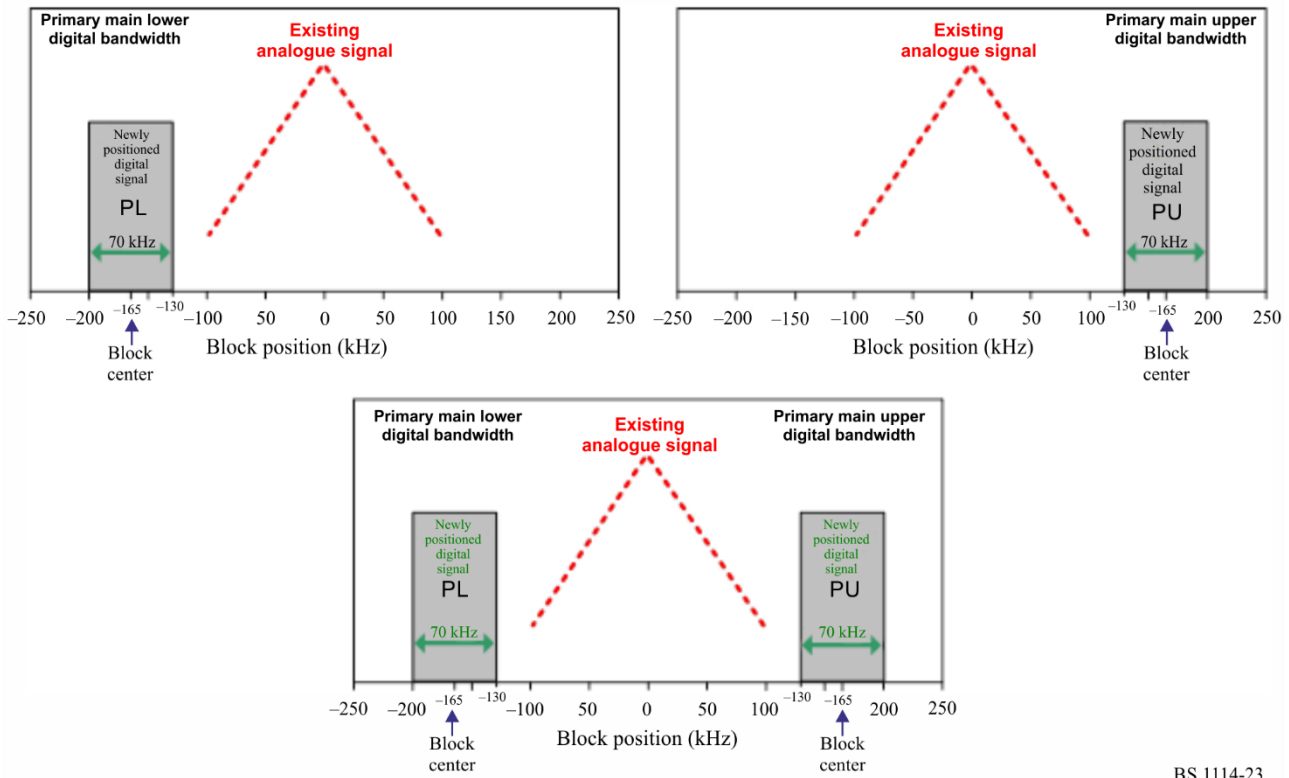 Primary main lower
digital bandwidth
Existing
analogue signal
Newly
positioned
digital
signal
PL
70 kHz
–165
–130
–250
–200
–100
50
0
50
100
150
200
250
Block position (kHz)
Block
center
Existing
analogue signal
Primary main upper
digital bandwidth
Newly
positioned
digital
signal
PU
70 kHz
–130
–165
–250
–200
–150
–100
50
0
50
100
200
250
Block position (kHz)
Block
center
Primary main lower
digital bandwidth
Existing
analogue signal
Primary main upper
digital bandwidth
Newly
positioned
digital
signal
PL
70 kHz
Newly
positioned
digital
signal
PU
70 kHz
–165
–130
–130
–165
–250
–200
–100
50
0
50
100
200
250
Block position (kHz)
Block
center
Block
center
BS.1114-23